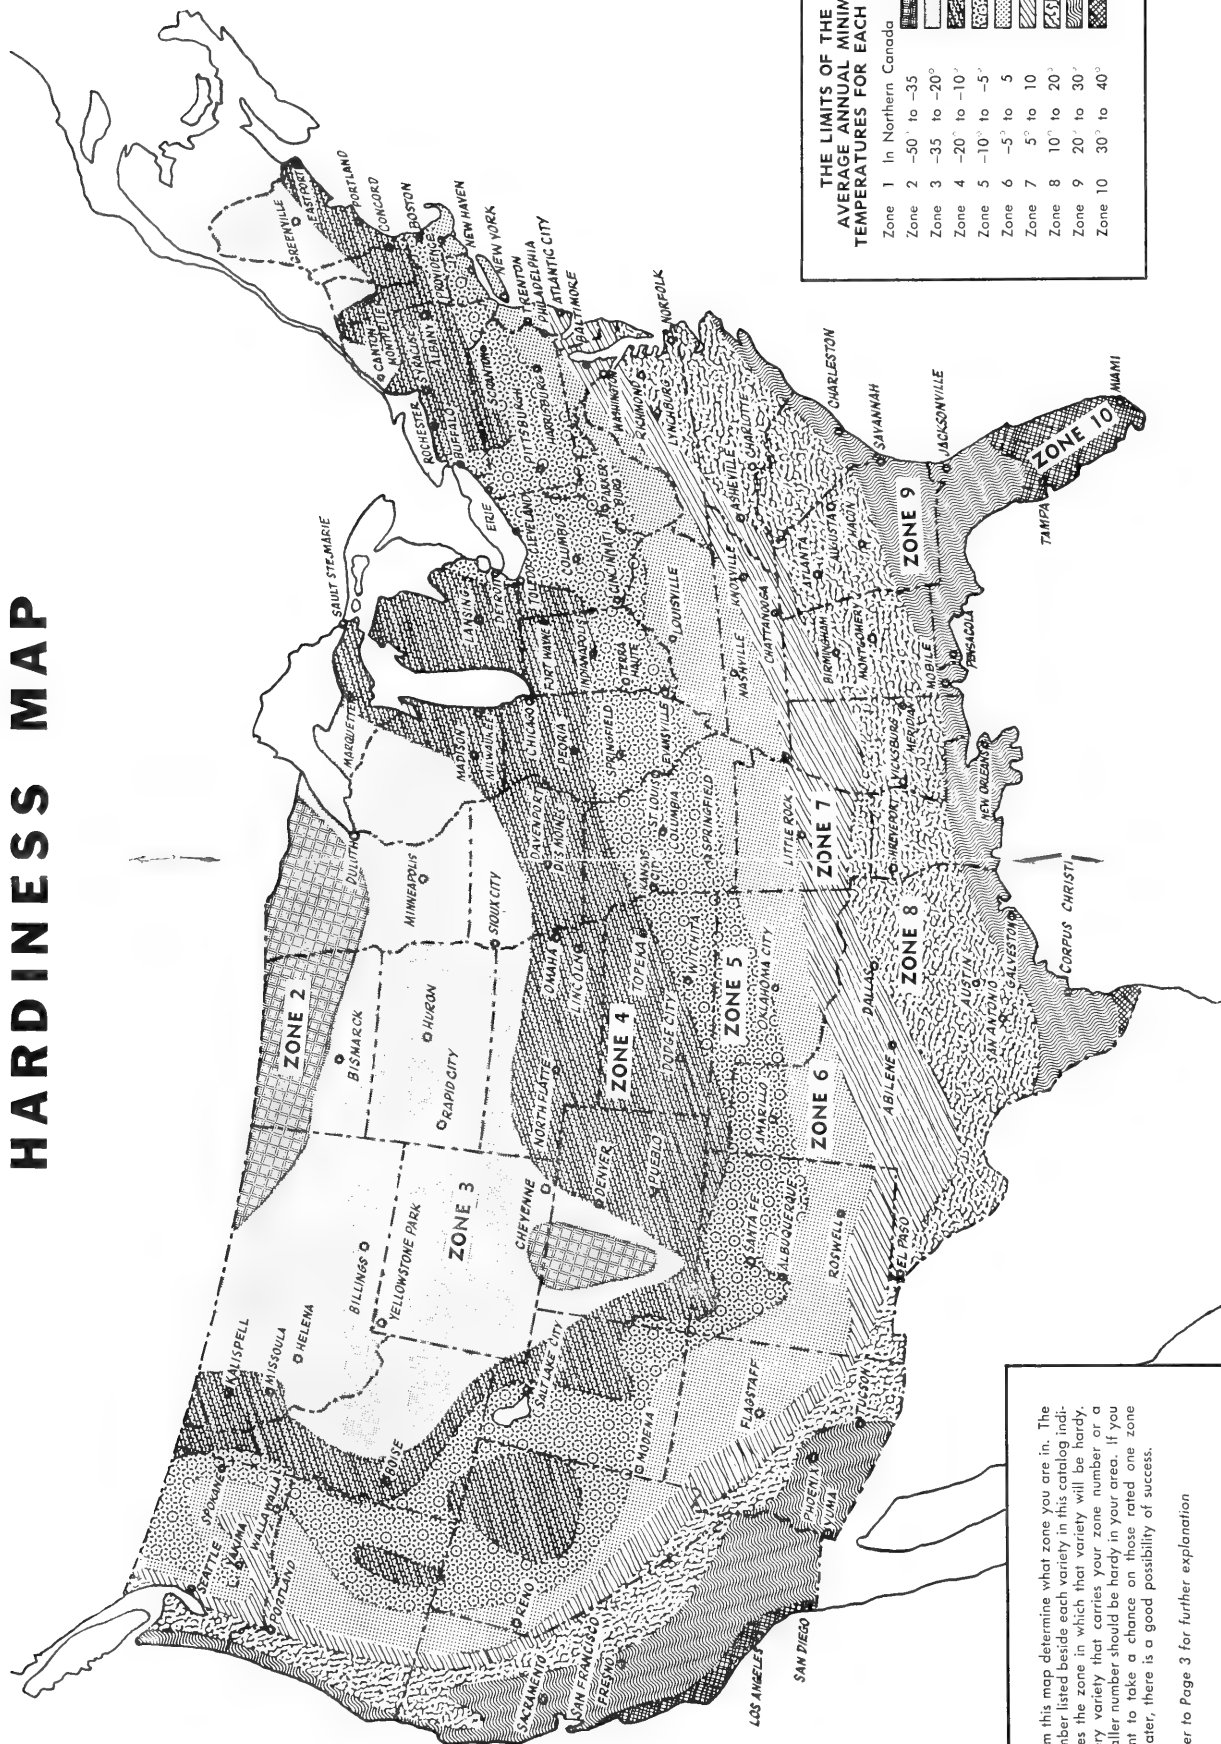 HARDINESS MAP
THE LIMITS OF THE
AVERAGE ANNUAL MINIM
TEMPERATURES FOR EACH
Zone 1 In Northern Canada
Zone 2 -50° to -35
Zone 3 -35 to -20°
Zone 4 -20° to -10°
Zone 5 -10° to -5°
Zone 6 -5° to 5
Zone 7 5° to 10
Zone 8 10° to 20°
Zone 9 20° to 30°
Zone 10 30° to 40°
ZONE 2
ZONE 3
ZONE 4
ZONE 5
ZONE 6
ZONE 7
ZONE 8
ZONE 9
ZONE 10
SEATTLE
SPOKANE
YAKIMA
WALLA WALLA
PORTLAND
KALISPELL
MISSOULA
HELENA
BILLINGS
YELLOWSTONE PARK
BOISE
SALT LAKE CITY
RENO
SACRAMENTO
SAN FRANCISCO
FRESNO
LOS ANGELES
SAN DIEGO
MODENA
FLAGSTAFF
PHOENIX
YUMA
TUCSON
CHEYENNE
DENVER
PUEBLO
SANTA FE
ALBUQUERQUE
ROSWELL
EL PASO
BISMARCK
HURON
RAPID CITY
NORTH PLATTE
OMAHA
LINCOLN
TOPEKA
DODGE CITY
WICHITA
OKLAHOMA CITY
AMARILLO
ABILENE
DALLAS
AUSTIN
SAN ANTONIO
GALVESTON
CORPUS CHRISTI
DULUTH
MINNEAPOLIS
SIOUX CITY
DAVENPORT
DES MOINES
KANSAS CITY
ST LOUIS
COLUMBIA
SPRINGFIELD
LITTLE ROCK
SHREVEPORT
NEW ORLEANS
MARQUETTE
SAULT STE.MARIE
MADISON
MILWAUKEE
CHICAGO
PEORIA
SPRINGFIELD
EVANSVILLE
LANSING
DETROIT
TOLEDO
FORT WAYNE
INDIANAPOLIS
TERRA HAUTE
LOUISVILLE
NASHVILLE
KNOXVILLE
CHATTANOOGA
BIRMINGHAM
MONTGOMERY
MOBILE
PENSACOLA
VICKSBURG
MERIDIAN
ERIE
CLEVELAND
COLUMBUS
CINCINNATI
PARKERSBURG
PITTSBURGH
HARRISBURG
SCRANTON
ROCHESTER
BUFFALO
SYRACUSE
ALBANY
CANTON
MONTPELIER
GREENVILLE
EASTPORT
PORTLAND
CONCORD
BOSTON
PROVIDENCE
NEW HAVEN
NEW YORK
TRENTON
PHILADELPHIA
ATLANTIC CITY
BALTIMORE
WASHINGTON
RICHMOND
LYNCHBURG
NORFOLK
ASHEVILLE
CHARLOTTE
ATLANTA
AUGUSTA
MACON
CHARLESTON
SAVANNAH
JACKSONVILLE
TAMPA
MIAMI
m this map determine what zone you are in. The
mber listed beside each variety in this catalog indi-
es the zone in which that variety will be hardy.
ery variety that carries your zone number or a
aller number should be hardy in your area. If you
nt to take a chance on those rated one zone
ater, there is a good possibility of success.
er to Page 3 for further explanation